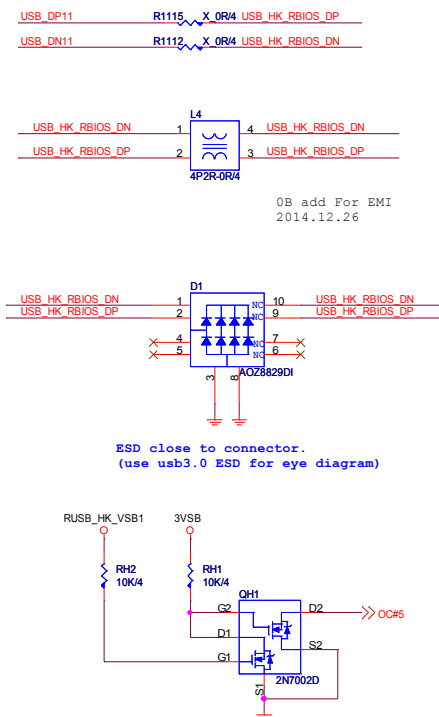 USB_DP11 R1115 X_0R/4 USB_HK_RBIOS_DP
USB_DN11 R1112 X_0R/4 USB_HK_RBIOS_DN
L4
USB_HK_RBIOS_DN 1 4 USB_HK_RBIOS_DN
USB_HK_RBIOS_DP 2 3 USB_HK_RBIOS_DP
4P2R-0R/4
0B add For EMI
2014.12.26
D1
USB_HK_RBIOS_DN 1 NC 10 USB_HK_RBIOS_DN
USB_HK_RBIOS_DP 2 NC 9 USB_HK_RBIOS_DP
4 NC 7
5 NC 6
3 8 AOZ8829DI
ESD close to connector.
(use usb3.0 ESD for eye diagram)
RUSB_HK_VSB1 3VSB
RH2 RH1
10K/4 10K/4
QH1
G2 D2 OC#5
D1
G1 S2
S1 2N7002D